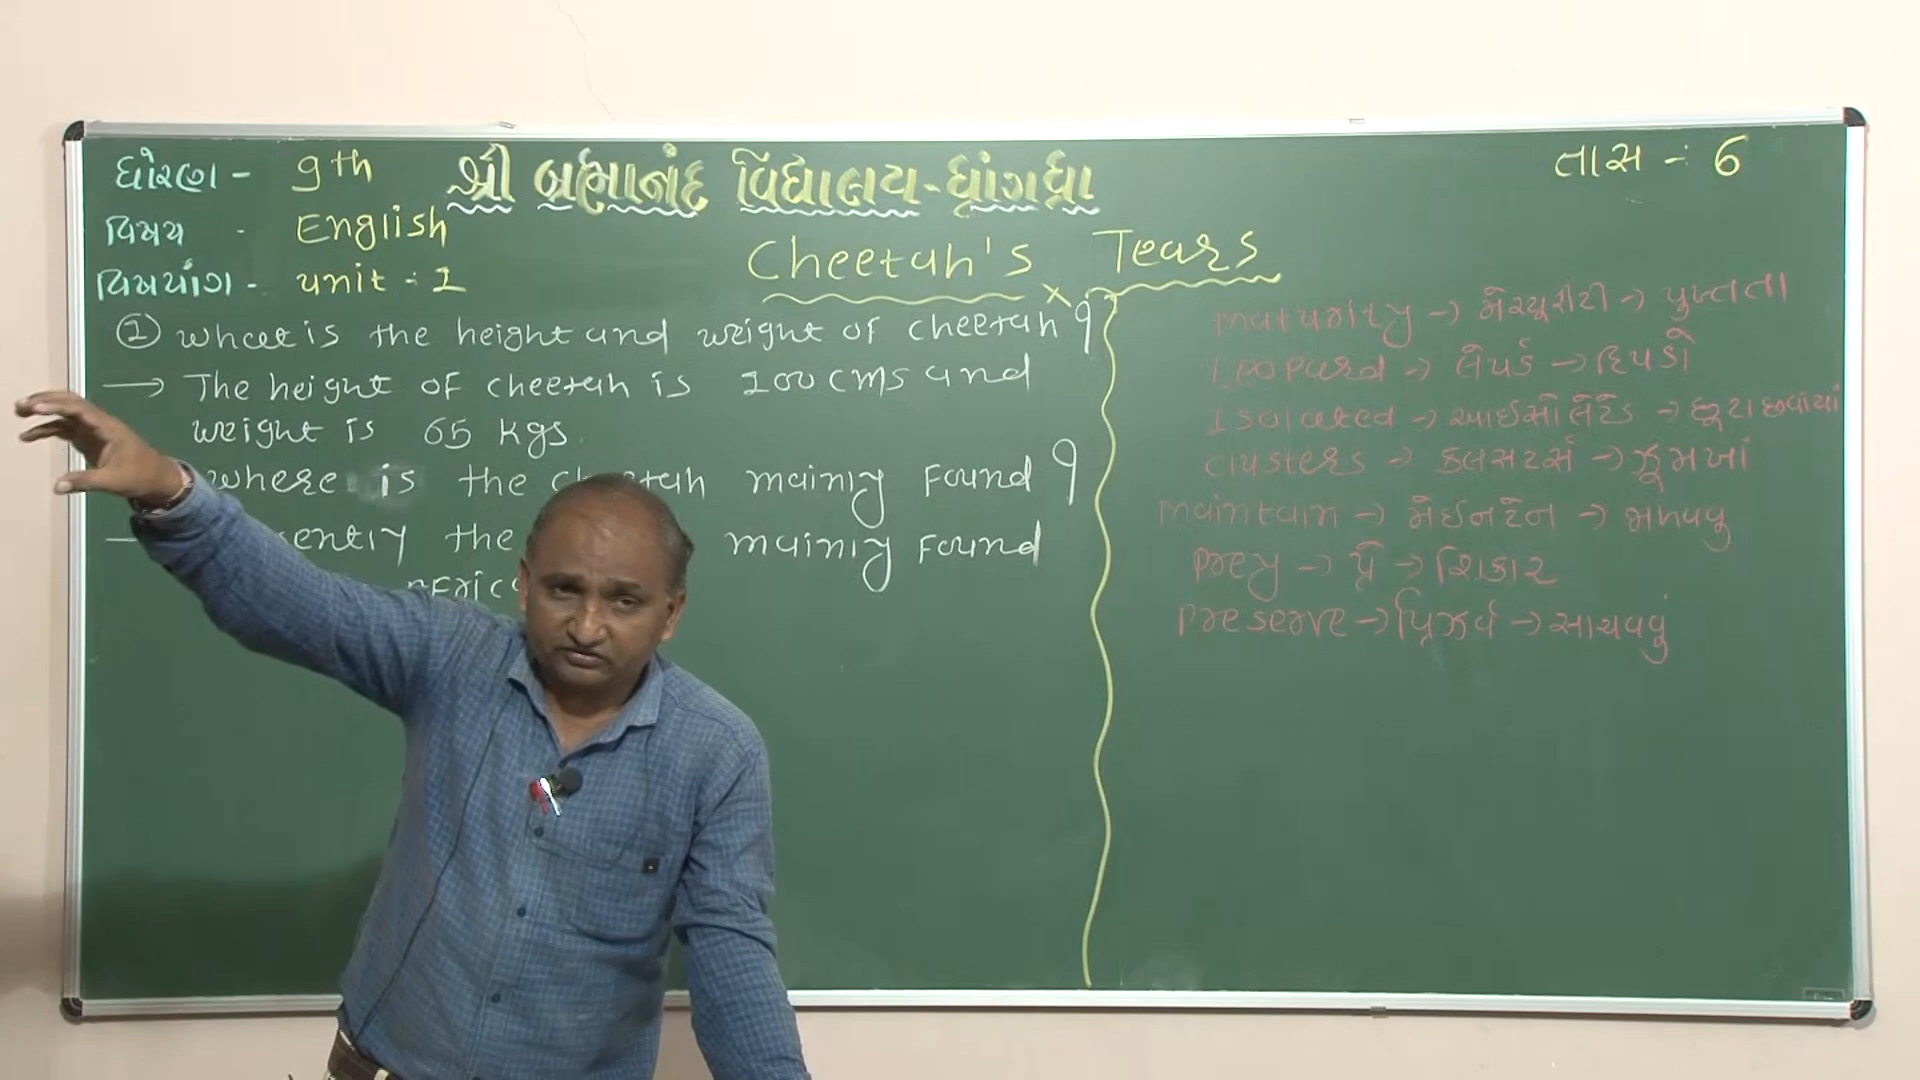 ધોરણ - 9th
શ્રી બ્રહ્માનંદ વિદ્યાલય - ધ્રાંગધ્રા
તાસ - 6
વિષય - English
વિષયાંગ - unit : 1
Cheetah's Tears
① What is the height and weight of cheetah ?
→ The height of cheetah is 100 cms and
weight is 65 kgs.
where is the cheetah mainly found ?
the mainly found
maturity → મેચ્યૂરીટી → પુખ્તતા
Leopard → લેપર્ડ → દિપડો
Isolated → આઈસોલેટેડ → છૂટાછવાયાં
clusters → કલસટર્સ → ઝૂમખાં
maintain → મેઈનટેન →
prey → પ્રે → શિકાર
preserve → પ્રિઝર્વ → સાચવવું